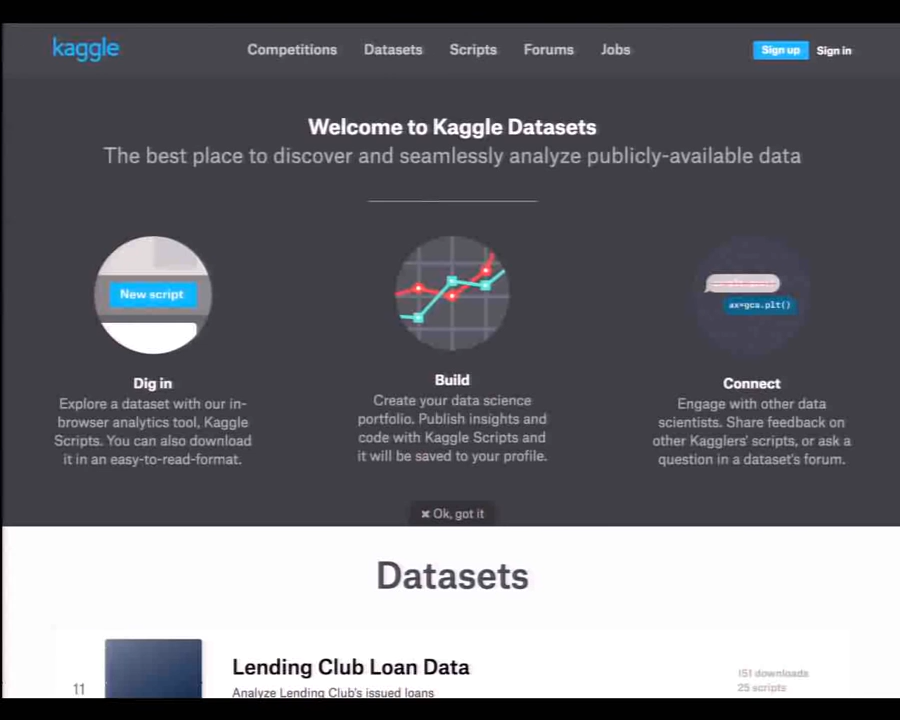 kaggle
Competitions Datasets Scripts Forums Jobs
Sign up Sign in
Welcome to Kaggle Datasets
The best place to discover and seamlessly analyze publicly-available data
New script
ax=gca.plt()
Dig in
Explore a dataset with our in-
browser analytics tool, Kaggle
Scripts. You can also download
it in an easy-to-read-format.
Build
Create your data science
portfolio. Publish insights and
code with Kaggle Scripts and
it will be saved to your profile.
Connect
Engage with other data
scientists. Share feedback on
other Kagglers' scripts, or ask a
question in a dataset's forum.
✖ Ok, got it
Datasets
11
Lending Club Loan Data
Analyze Lending Club's issued loans
151 downloads
25 scripts